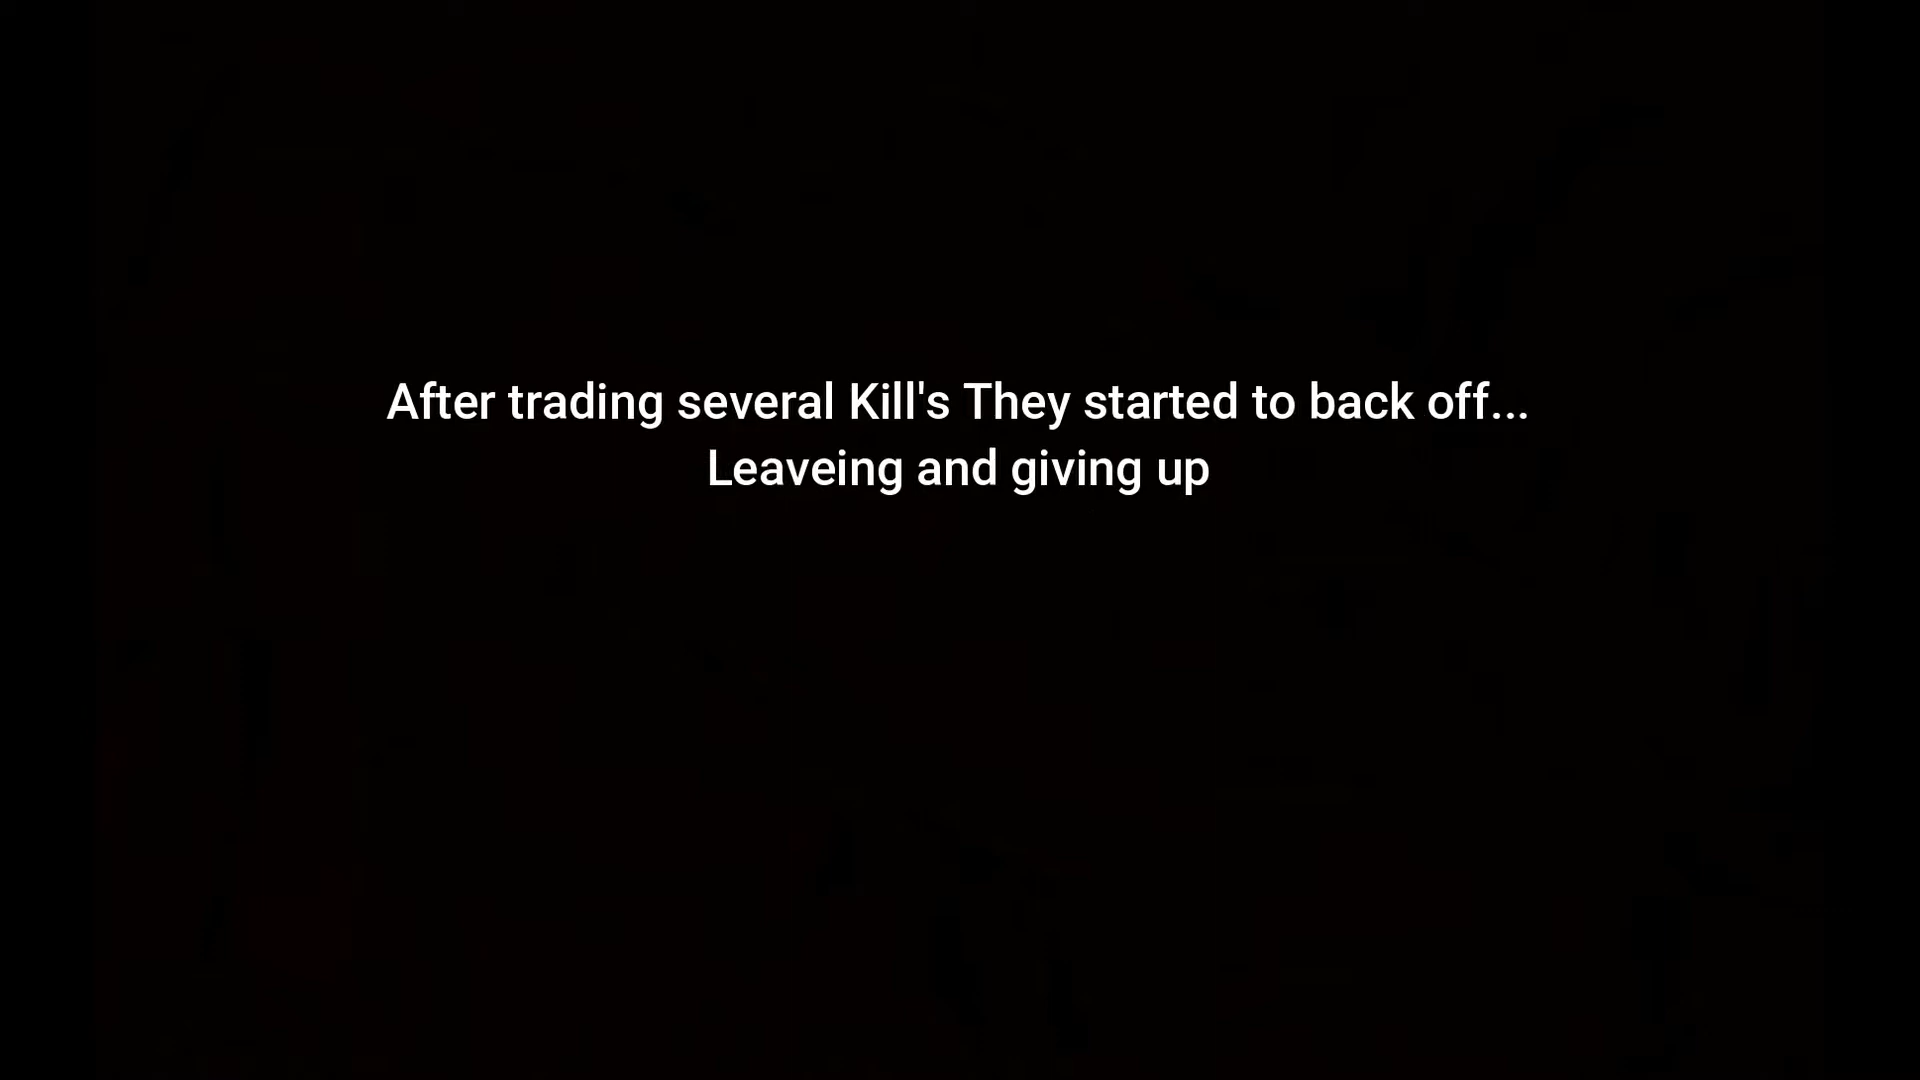 After trading several Kill's They started to back off...
Leaveing and giving up